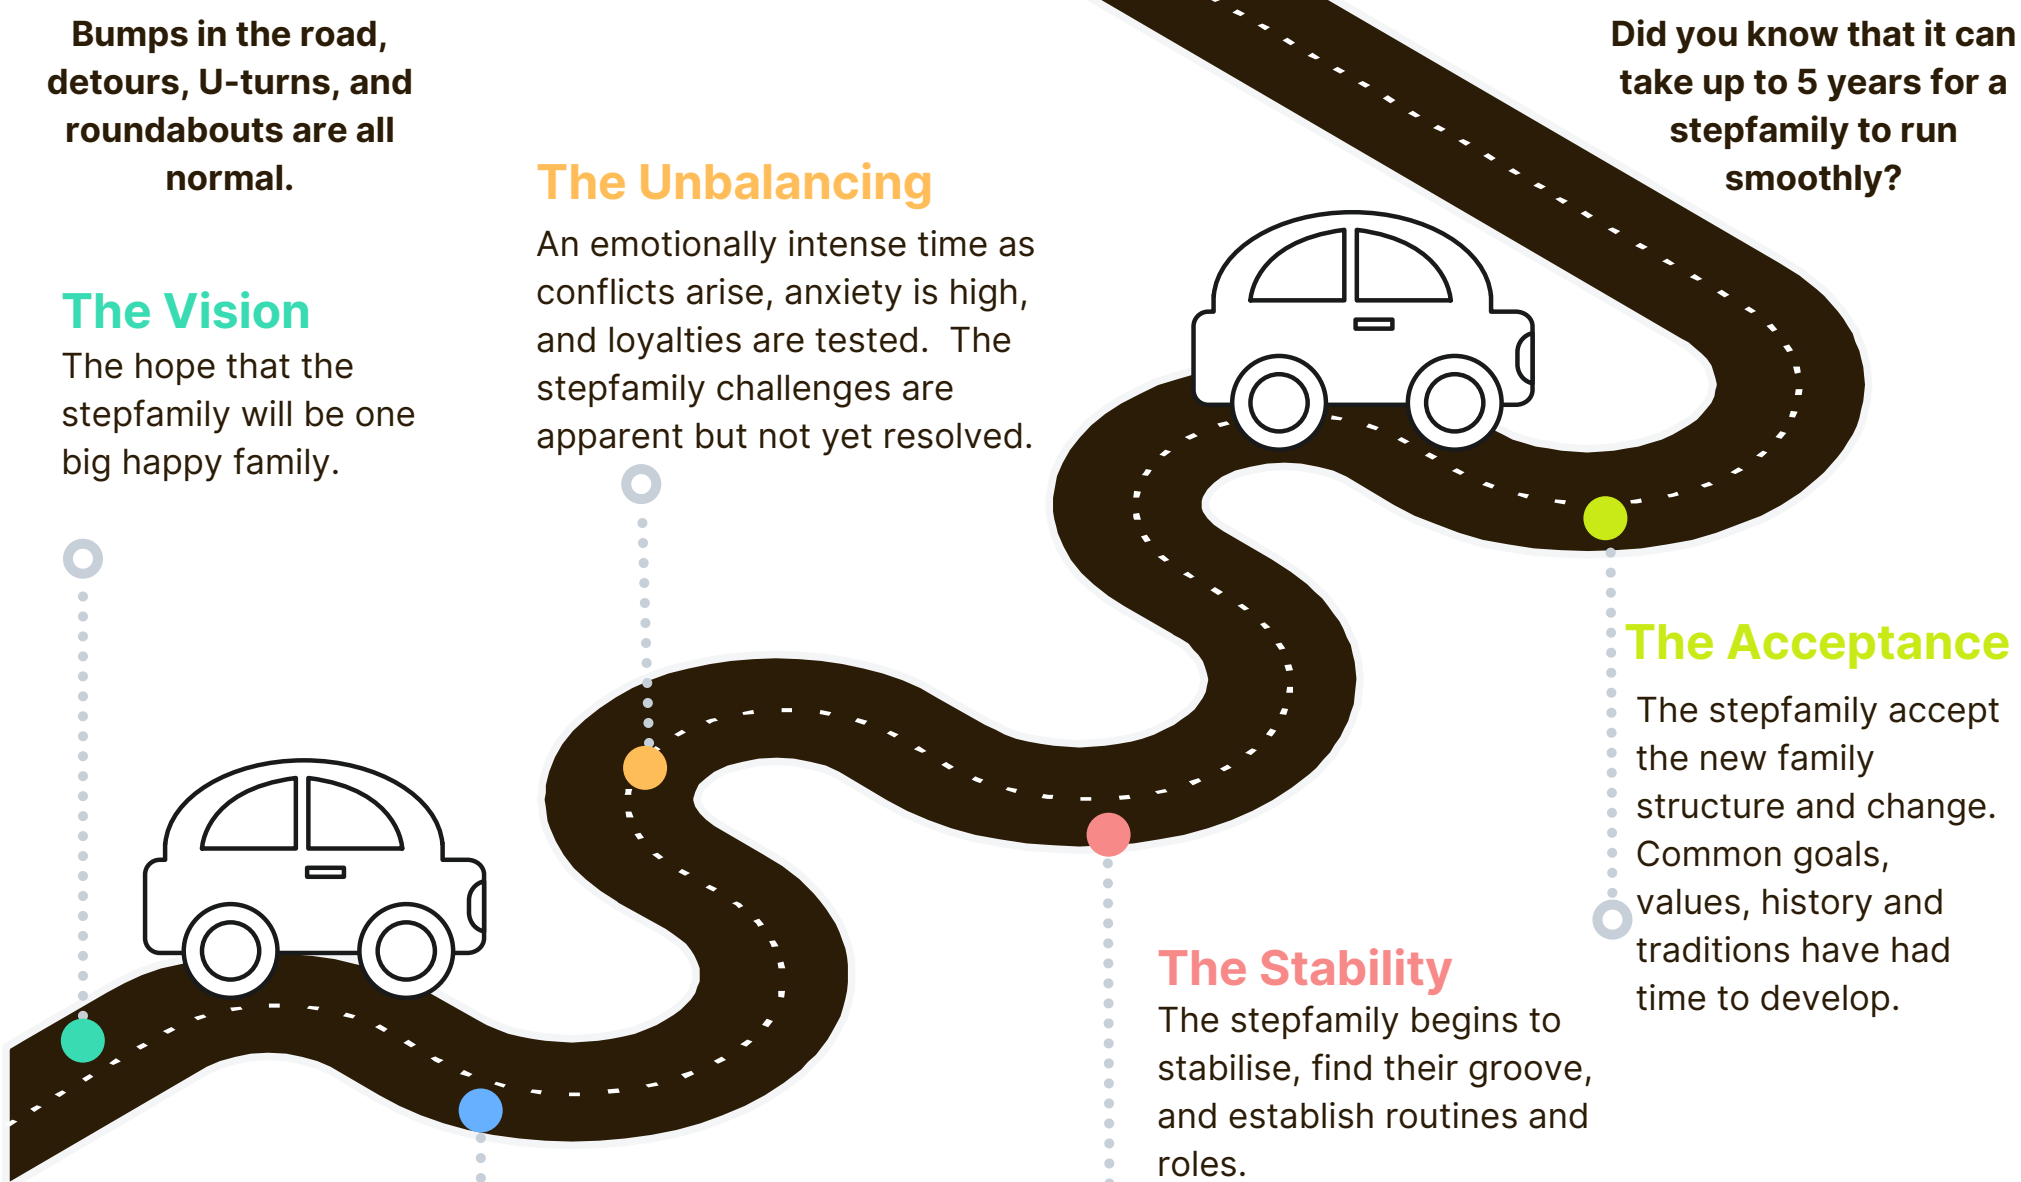 Bumps in the road,
detours, U-turns, and
roundabouts are all
normal.
Did you know that it can
take up to 5 years for a
stepfamily to run
smoothly?
The Vision
The hope that the
stepfamily will be one
big happy family.
The Unbalancing
An emotionally intense time as
conflicts arise, anxiety is high,
and loyalties are tested.  The
stepfamily challenges are
apparent but not yet resolved.
The Stability
The stepfamily begins to
stabilise, find their groove,
and establish routines and
roles.
The Acceptance
The stepfamily accept
the new family
structure and change.
Common goals,
values, history and
traditions have had
time to develop.